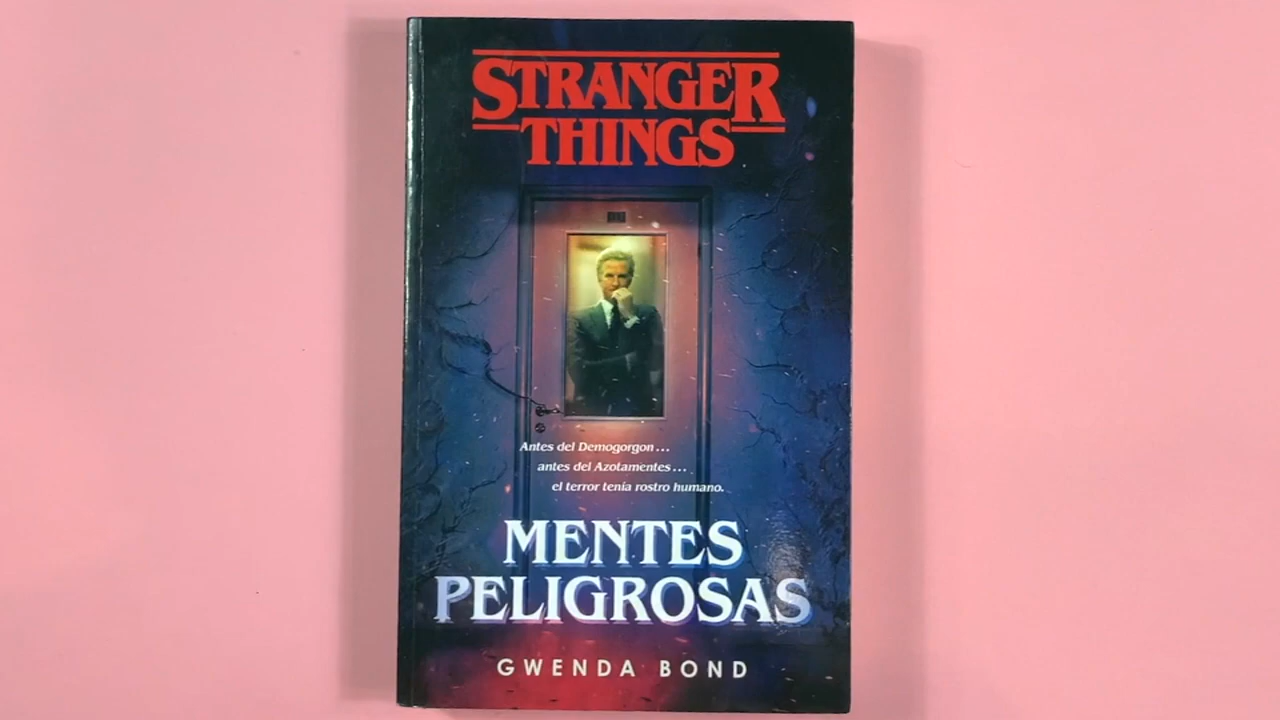 STRANGER
THINGS
Antes del Demogorgon...
antes del Azotamentes...
el terror tenía rostro humano.
MENTES
PELIGROSAS
GWENDA BOND